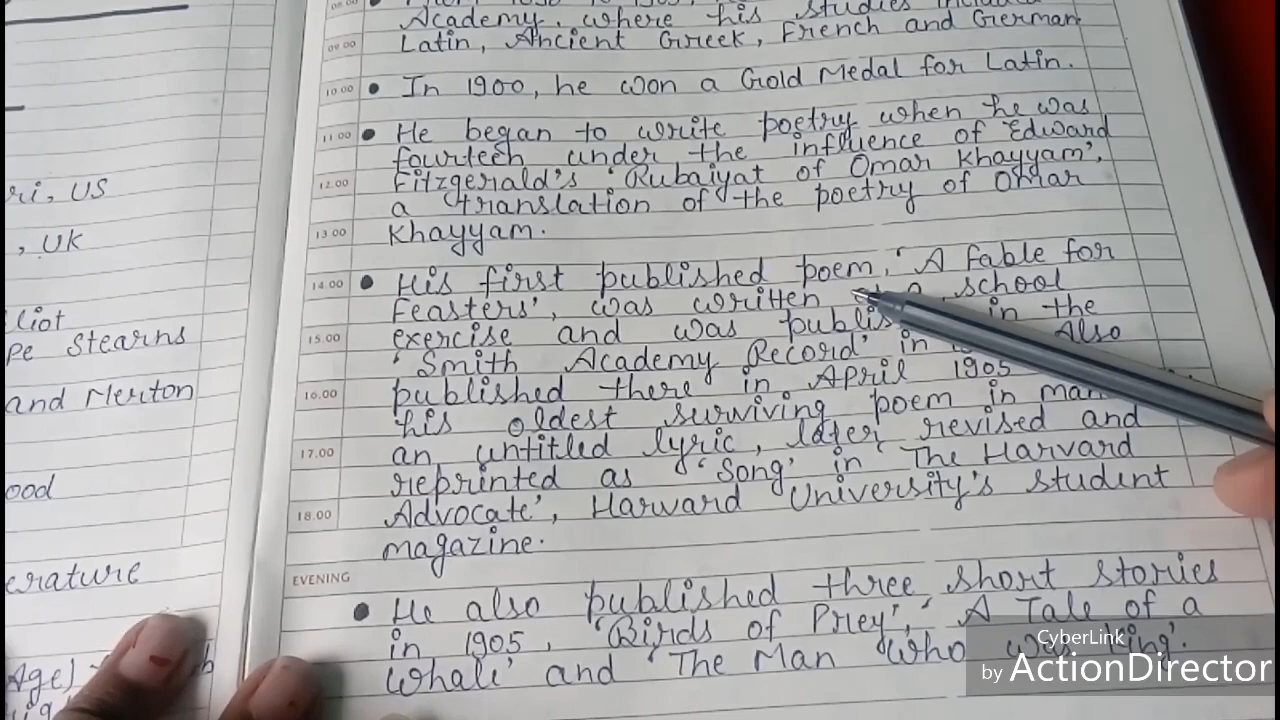 ri, US
, UK
liot
pe Stearns
and Merton
ood
erature
Age)
09.00
10.00
11.00
12.00
13.00
14.00
15.00
16.00
17.00
18.00
EVENING
Academy, where his studies
Latin, Ancient Greek, French and German
• In 1900, he won a Gold Medal for Latin.
• He began to write poetry when he was
fourteen under the influence of Edward
Fitzgerald's 'Rubaiyat of Omar Khayyam',
a translation of the poetry of Omar
Khayyam.
• His first published poem, 'A Fable for
Feasters', was written a school
exercise and was publis in the
'Smith Academy Record' in Also
published there in April 1905
his oldest surviving poem in man
an untitled lyric, later revised and
reprinted as 'Song' in 'The Harvard
Advocate', Harvard University's student
magazine.
• He also published three short stories
in 1905, 'Birds of Prey', 'A Tale of a
Whale' and 'The Man Who was King'.
CyberLink
by ActionDirector